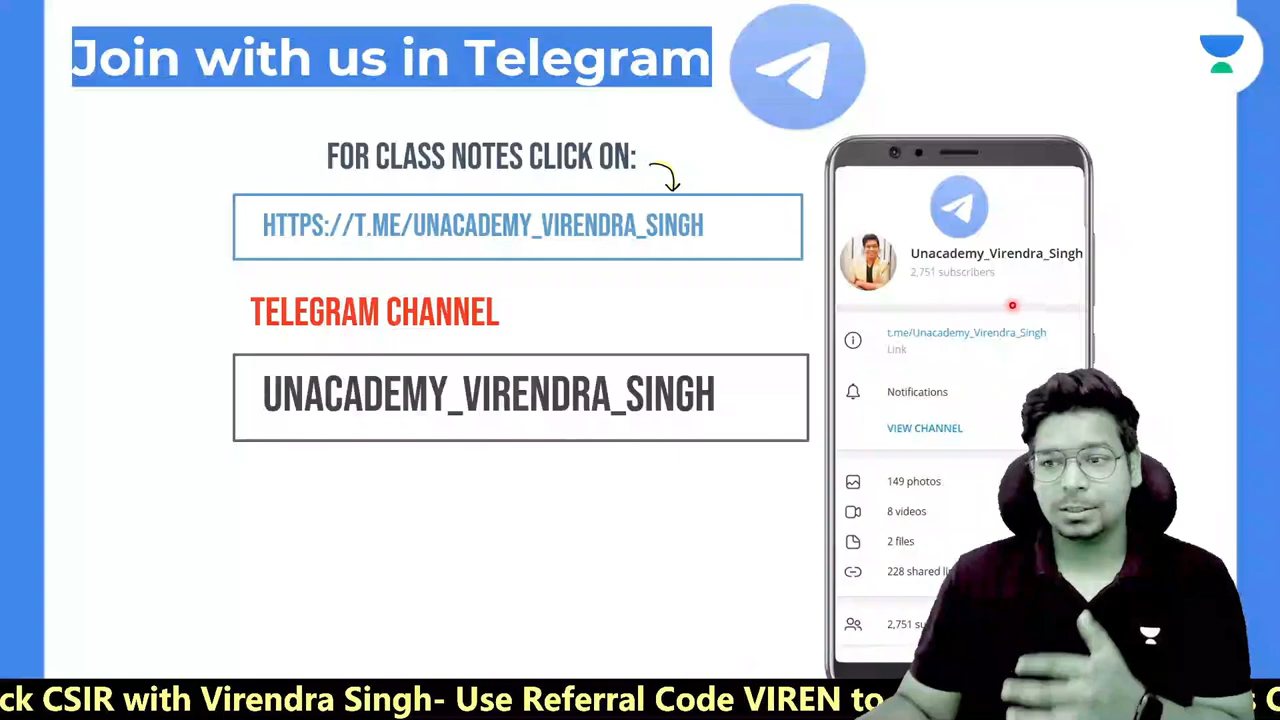 Join with us in Telegram
FOR CLASS NOTES CLICK ON:
HTTPS://T.ME/UNACADEMY_VIRENDRA_SINGH
TELEGRAM CHANNEL
UNACADEMY_VIRENDRA_SINGH
Unacademy_Virendra_Singh
2,751 subscribers
t.me/Unacademy_Virendra_Singh
Link
Notifications
VIEW CHANNEL
149 photos
8 videos
2 files
228 shared
2,751
CSIR with Virendra Singh- Use Referral Code VIREN to